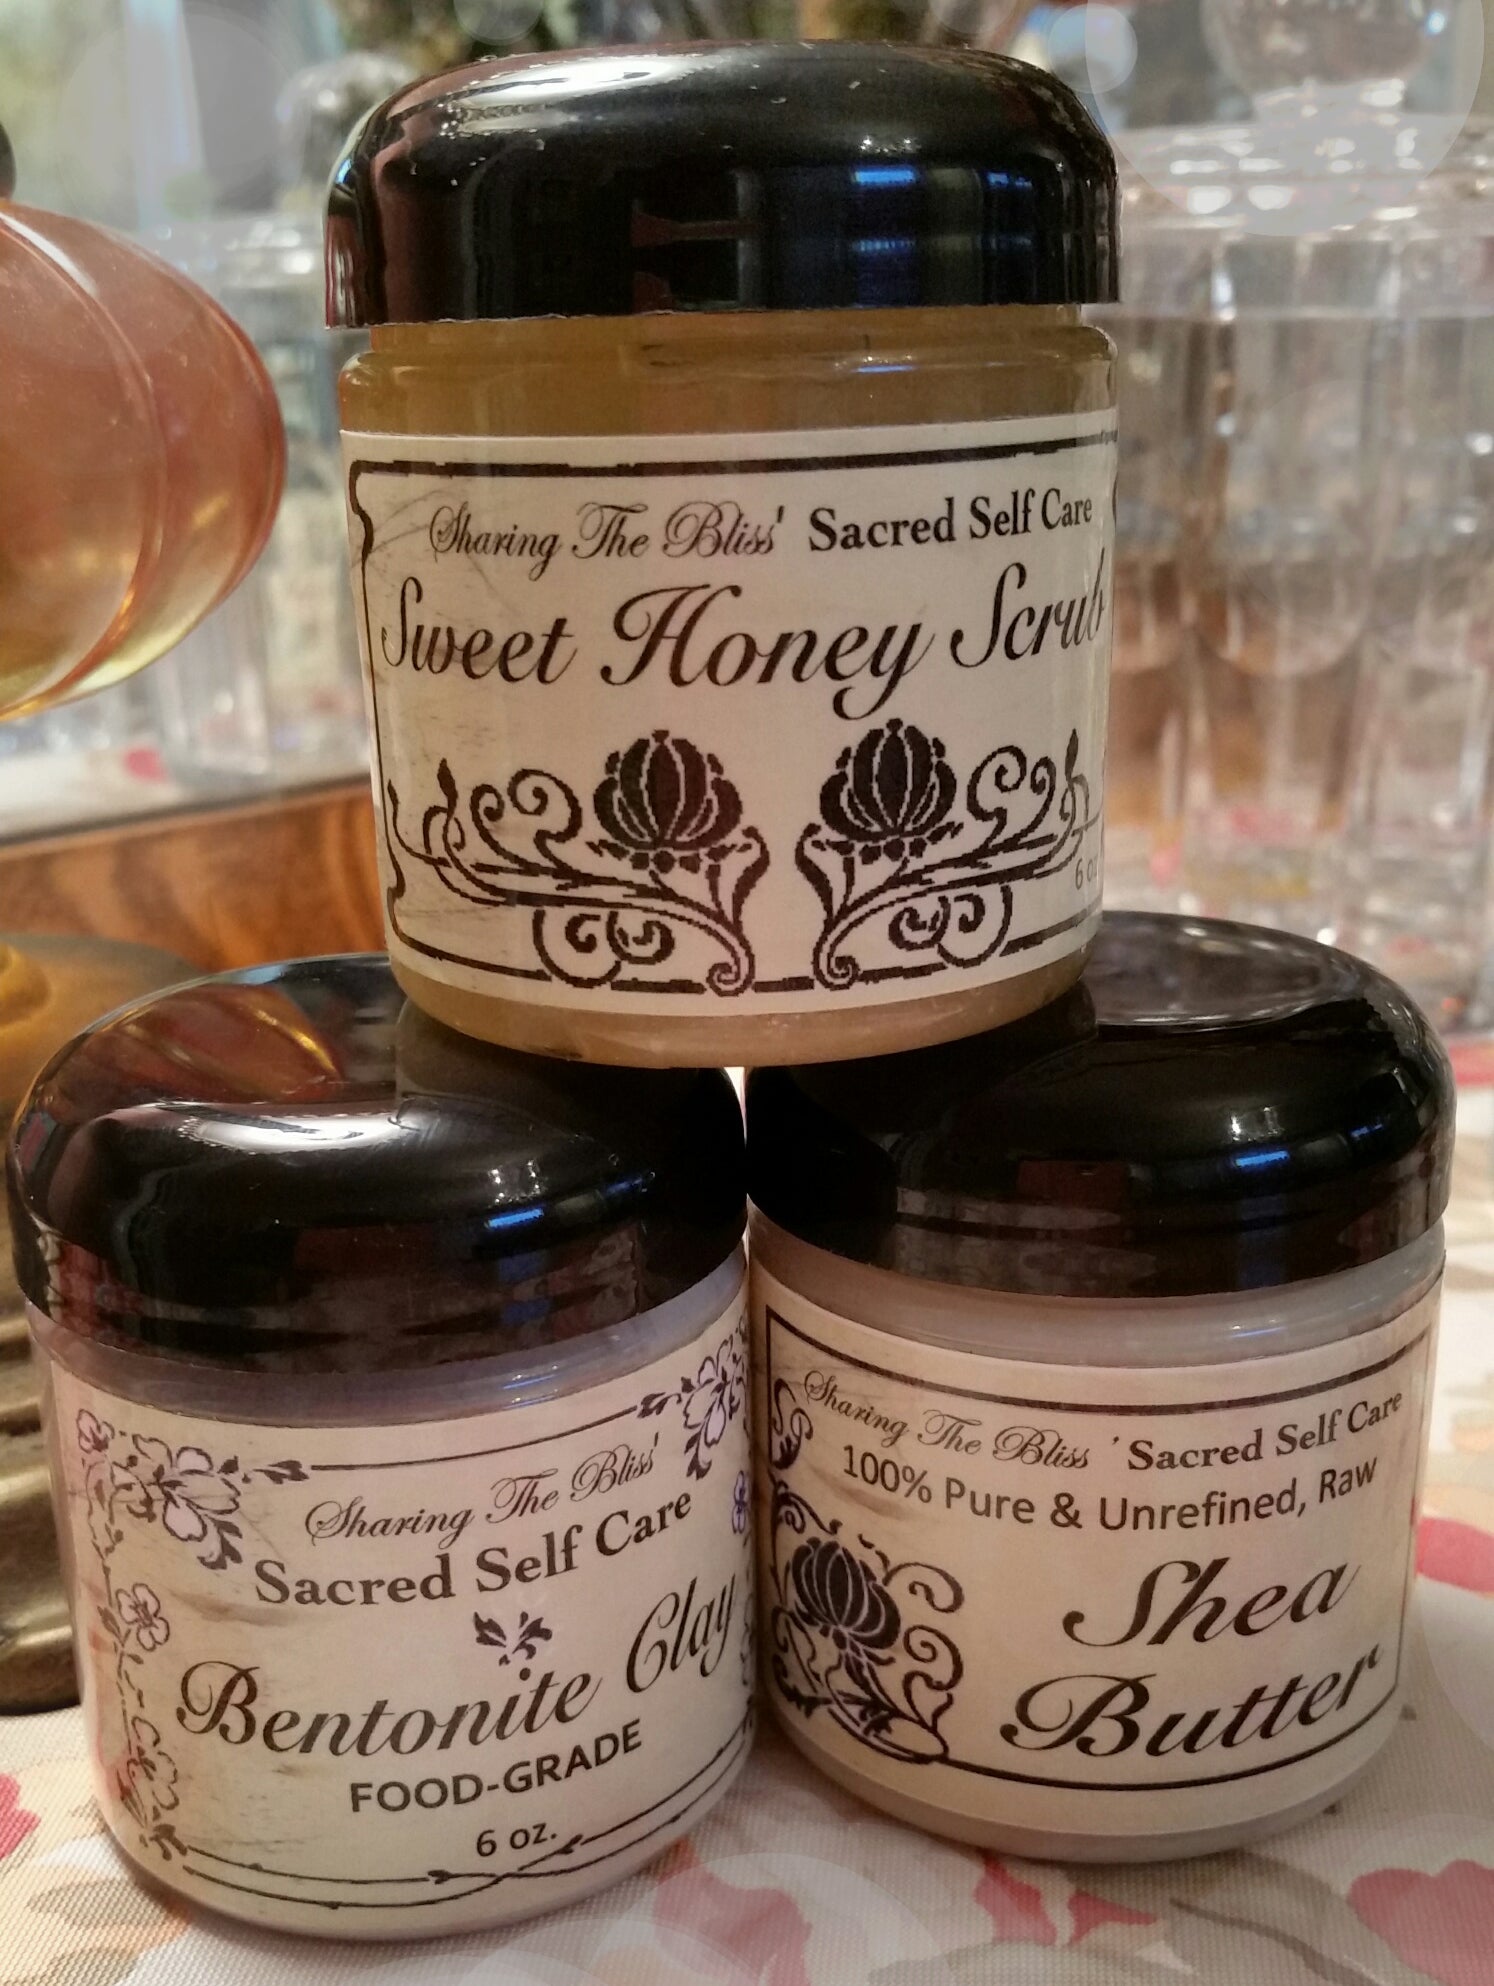 Sharing The Bliss' Sacred Self Care
Sweet Honey Scrub
6 oz
Sharing The Bliss'
Sacred Self Care
Bentonite Clay
FOOD-GRADE
6 oz.
Sharing The Bliss ' Sacred Self Care
100% Pure & Unrefined, Raw
Shea
Butter